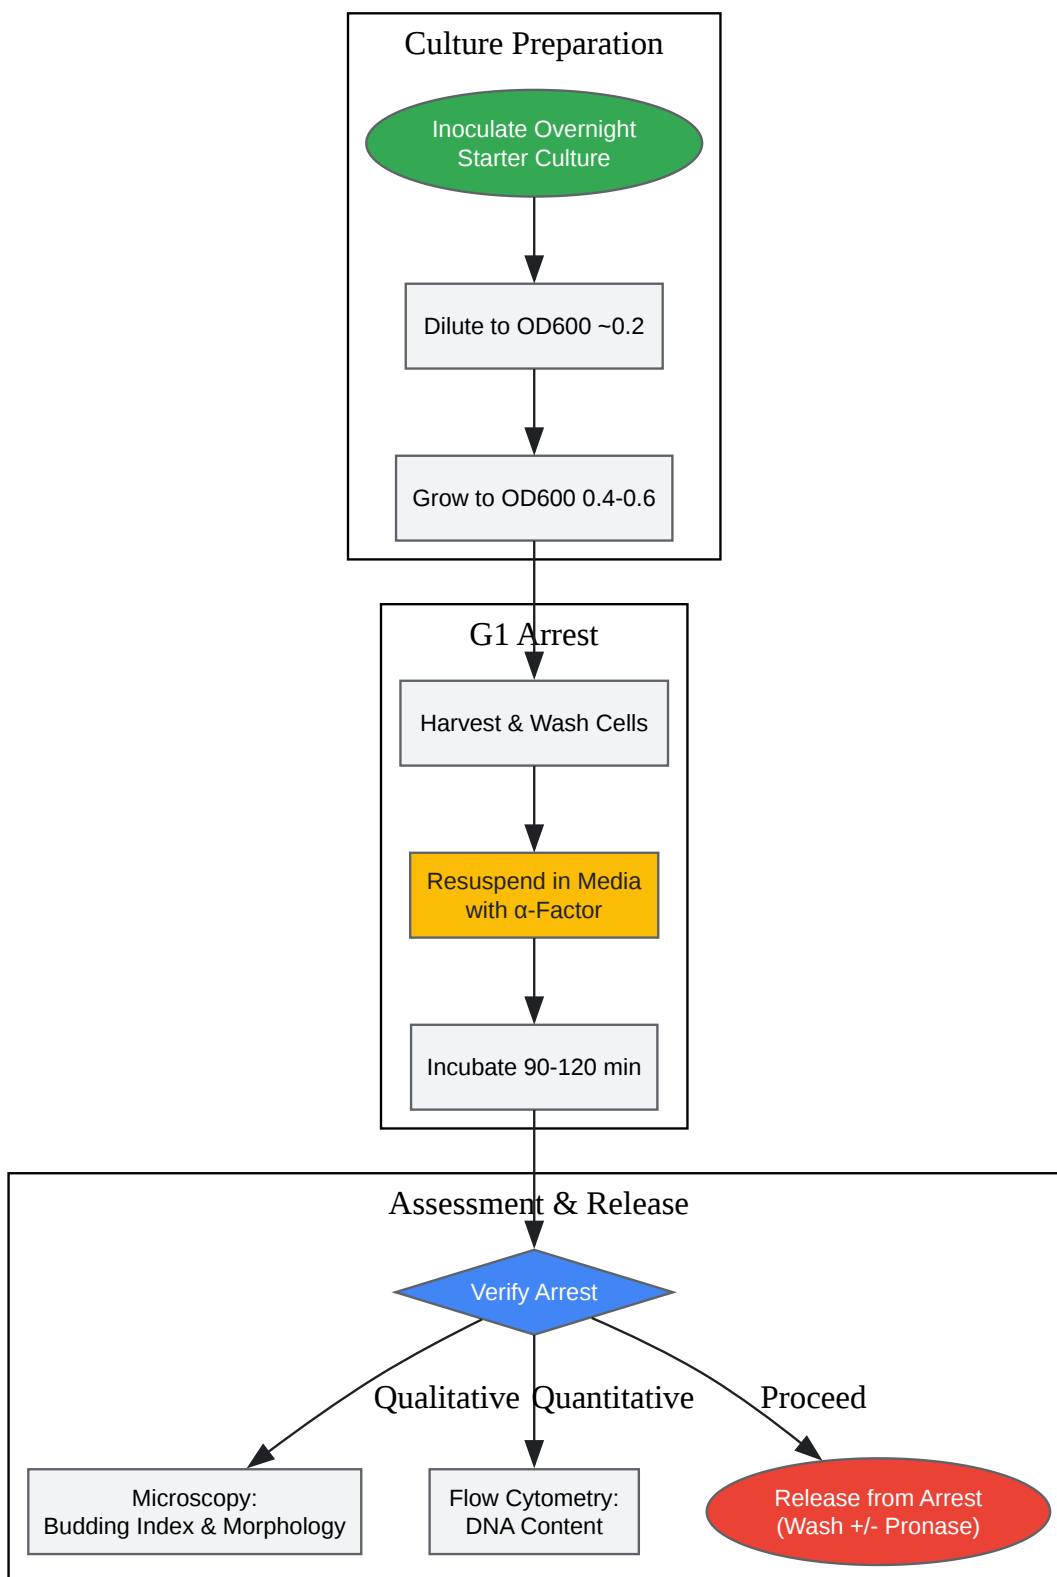 Culture Preparation
Inoculate Overnight
Starter Culture
Dilute to OD600 ~0.2
Grow to OD600 0.4-0.6
G1 Arrest
Harvest & Wash Cells
Resuspend in Media
with α-Factor
Incubate 90-120 min
Assessment & Release
Verify Arrest
Qualitative
Quantitative
Proceed
Microscopy:
Budding Index & Morphology
Flow Cytometry:
DNA Content
Release from Arrest
(Wash +/- Pronase)